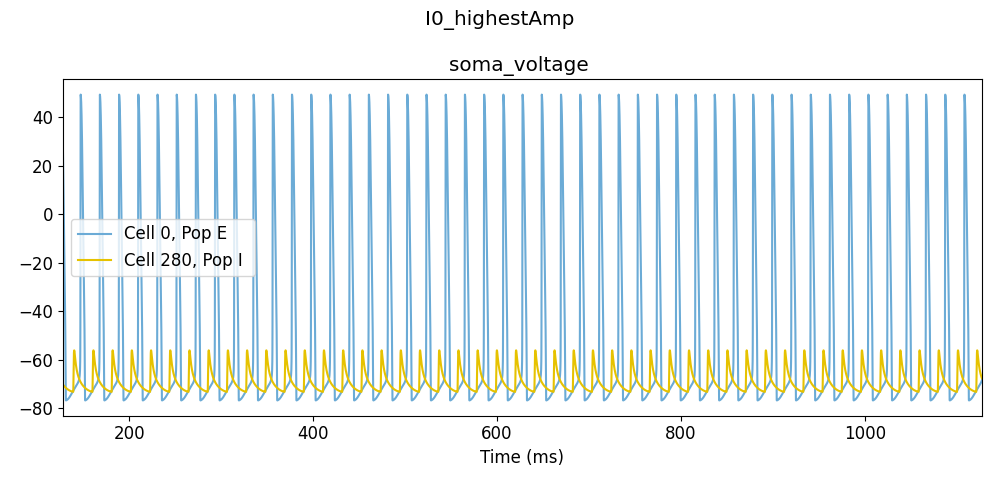 I0_highestAmp
soma_voltage
40
20
0
−20
−40
−60
−80
Cell 0, Pop E
Cell 280, Pop I
200 400 600 800 1000
Time (ms)